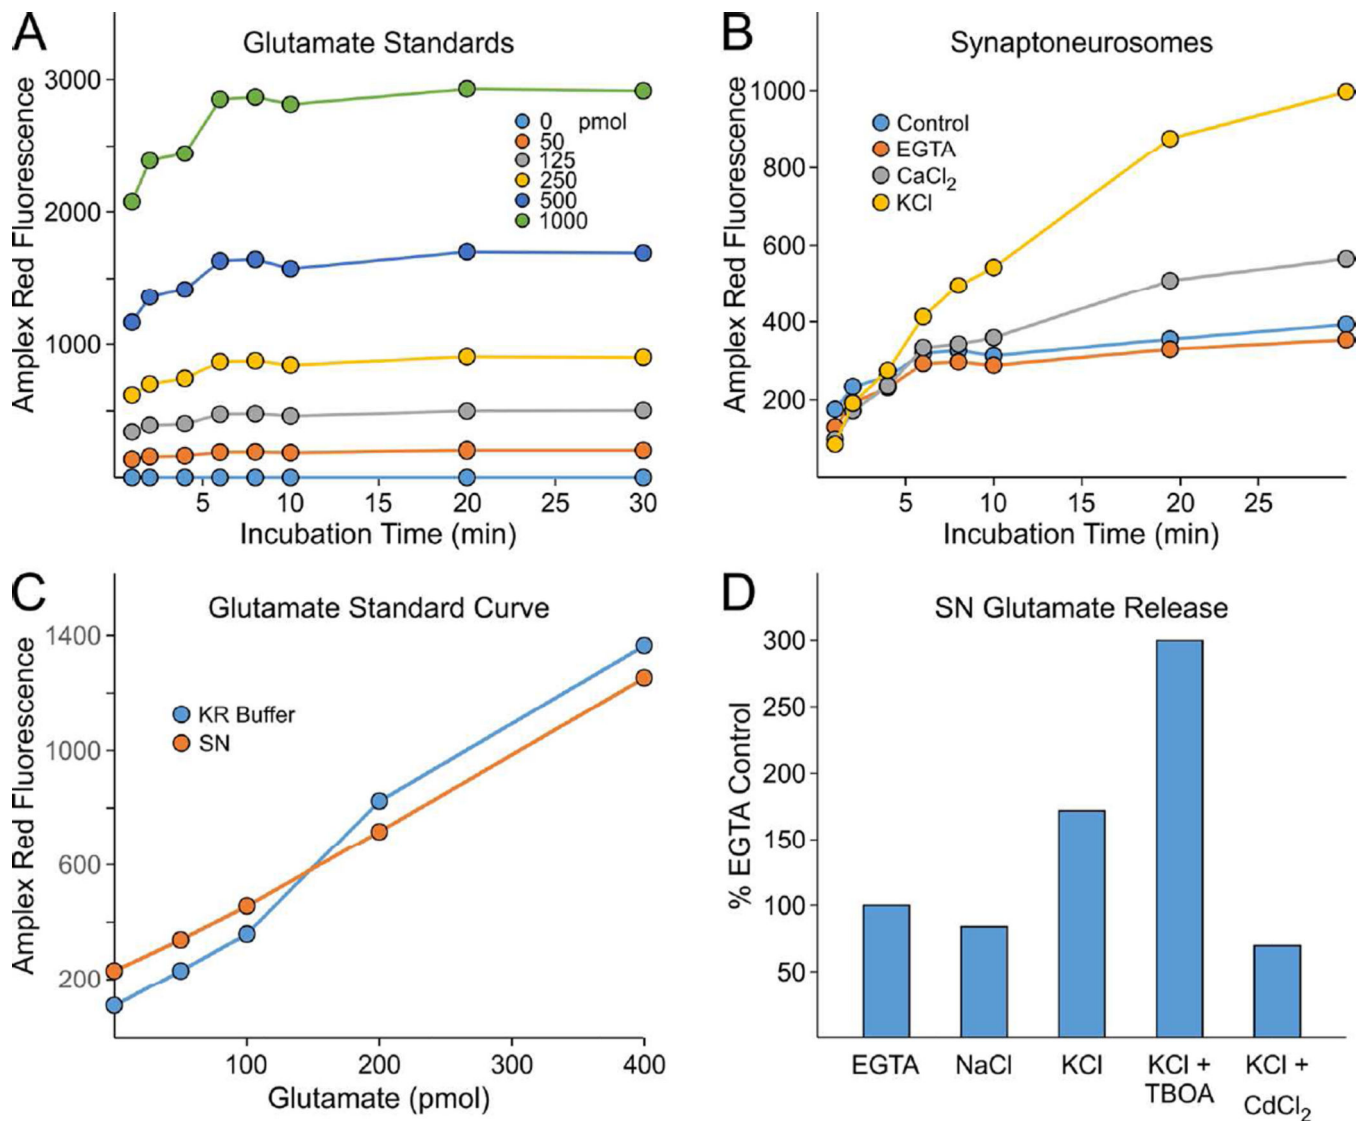 A
Glutamate Standards
Amplex Red Fluorescence
3000
2000
1000
0 pmol
50
125
250
500
1000
5 10 15 20 25 30
Incubation Time (min)
B
Synaptoneurosomes
Amplex Red Fluorescence
1000
800
600
400
200
Control
EGTA
CaCl2
KCl
5 10 15 20 25
Incubation Time (min)
C
Glutamate Standard Curve
Amplex Red Fluorescence
1400
1000
600
200
KR Buffer
SN
100 200 300 400
Glutamate (pmol)
D
SN Glutamate Release
% EGTA Control
300
250
200
150
100
50
EGTA NaCl KCl KCl + KCl +
TBOA CdCl2